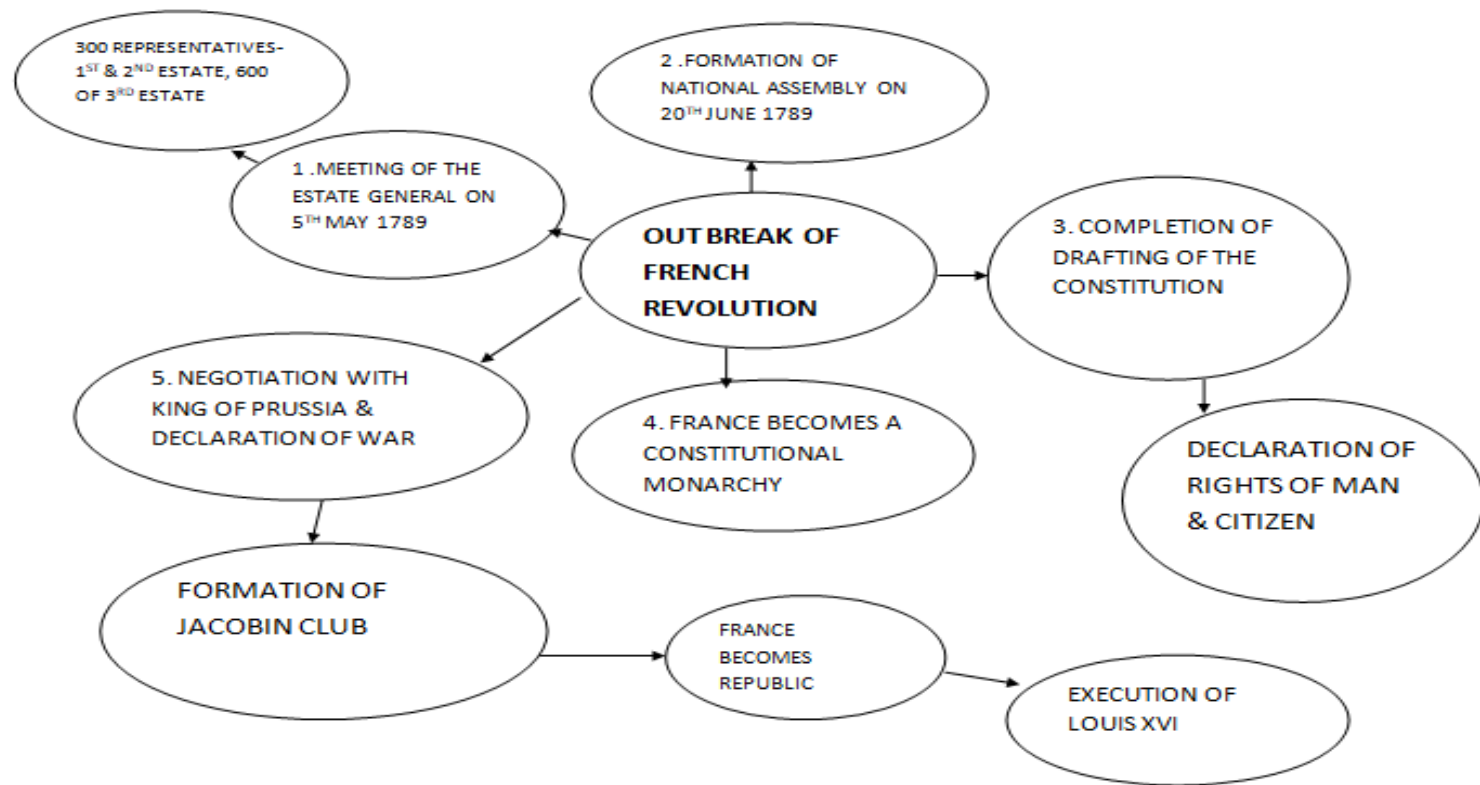 300 REPRESENTATIVES-
1ST & 2ND ESTATE, 600
OF 3RD ESTATE
1 .MEETING OF THE
ESTATE GENERAL ON
5TH MAY 1789
2 .FORMATION OF
NATIONAL ASSEMBLY ON
20TH JUNE 1789
OUT BREAK OF
FRENCH
REVOLUTION
3. COMPLETION OF
DRAFTING OF THE
CONSTITUTION
DECLARATION OF
RIGHTS OF MAN
& CITIZEN
4. FRANCE BECOMES A
CONSTITUTIONAL
MONARCHY
5. NEGOTIATION WITH
KING OF PRUSSIA &
DECLARATION OF WAR
FORMATION OF
JACOBIN CLUB
FRANCE
BECOMES
REPUBLIC
EXECUTION OF
LOUIS XVI